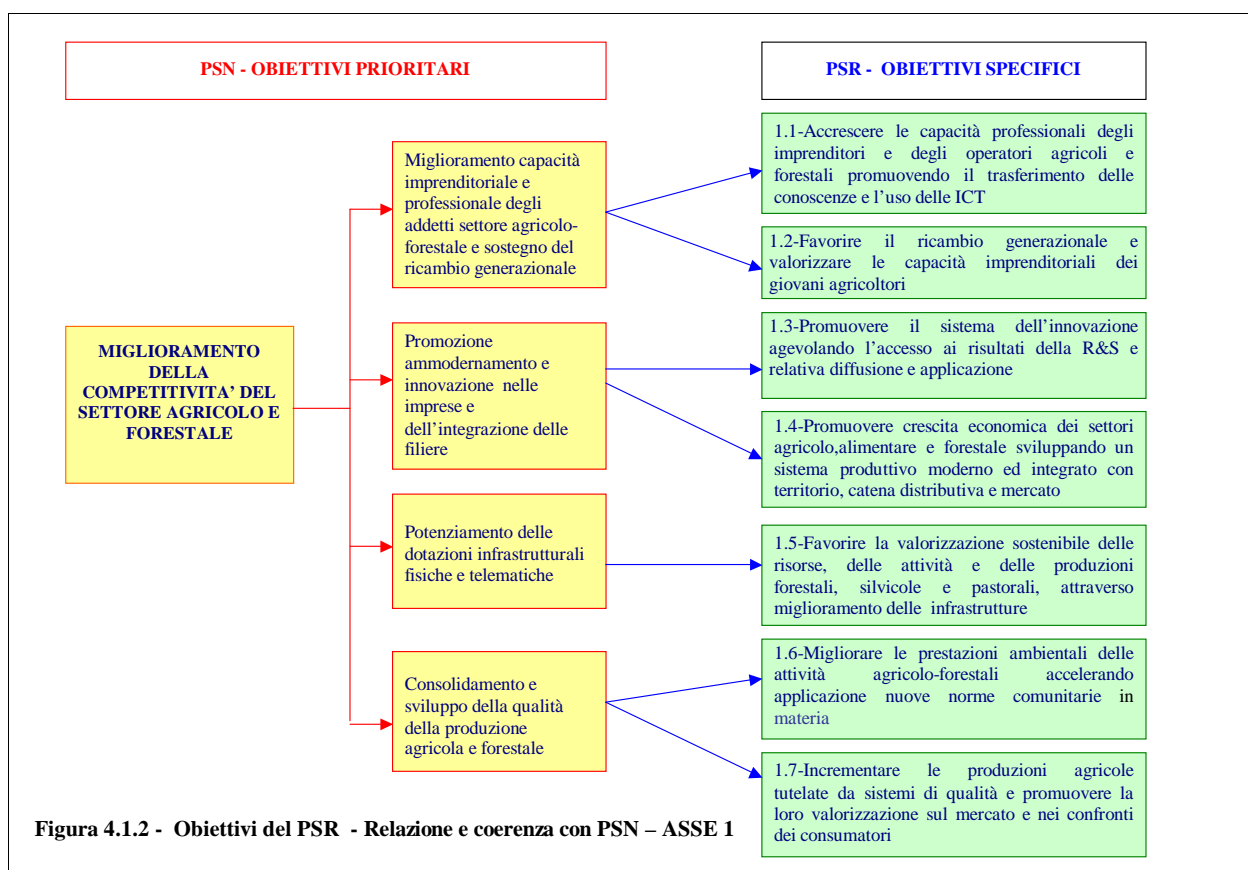 PSN - OBIETTIVI PRIORITARI
PSR - OBIETTIVI SPECIFICI
MIGLIORAMENTO
DELLA
COMPETITIVITA’ DEL
SETTORE AGRICOLO E
FORESTALE
Miglioramento capacità
imprenditoriale e
professionale degli
addetti settore agricolo-
forestale e sostegno del
ricambio generazionale
Promozione
ammodernamento e
innovazione nelle
imprese e
dell’integrazione delle
filiere
Potenziamento delle
dotazioni infrastrutturali
fisiche e telematiche
Consolidamento e
sviluppo della qualità
della produzione
agricola e forestale
1.1-Accrescere le capacità professionali degli
imprenditori e degli operatori agricoli e
forestali promuovendo il trasferimento delle
conoscenze e l’uso delle ICT
1.2-Favorire il ricambio generazionale e
valorizzare le capacità imprenditoriali dei
giovani agricoltori
1.3-Promuovere il sistema dell’innovazione
agevolando l’accesso ai risultati della R&S e
relativa diffusione e applicazione
1.4-Promuovere crescita economica dei settori
agricolo,alimentare e forestale sviluppando un
sistema produttivo moderno ed integrato con
territorio, catena distributiva e mercato
1.5-Favorire la valorizzazione sostenibile delle
risorse, delle attività e delle produzioni
forestali, silvicole e pastorali, attraverso
miglioramento delle infrastrutture
1.6-Migliorare le prestazioni ambientali delle
attività agricolo-forestali accelerando
applicazione nuove norme comunitarie in
materia
1.7-Incrementare le produzioni agricole
tutelate da sistemi di qualità e promuovere la
loro valorizzazione sul mercato e nei confronti
dei consumatori
Figura 4.1.2 - Obiettivi del PSR - Relazione e coerenza con PSN – ASSE 1